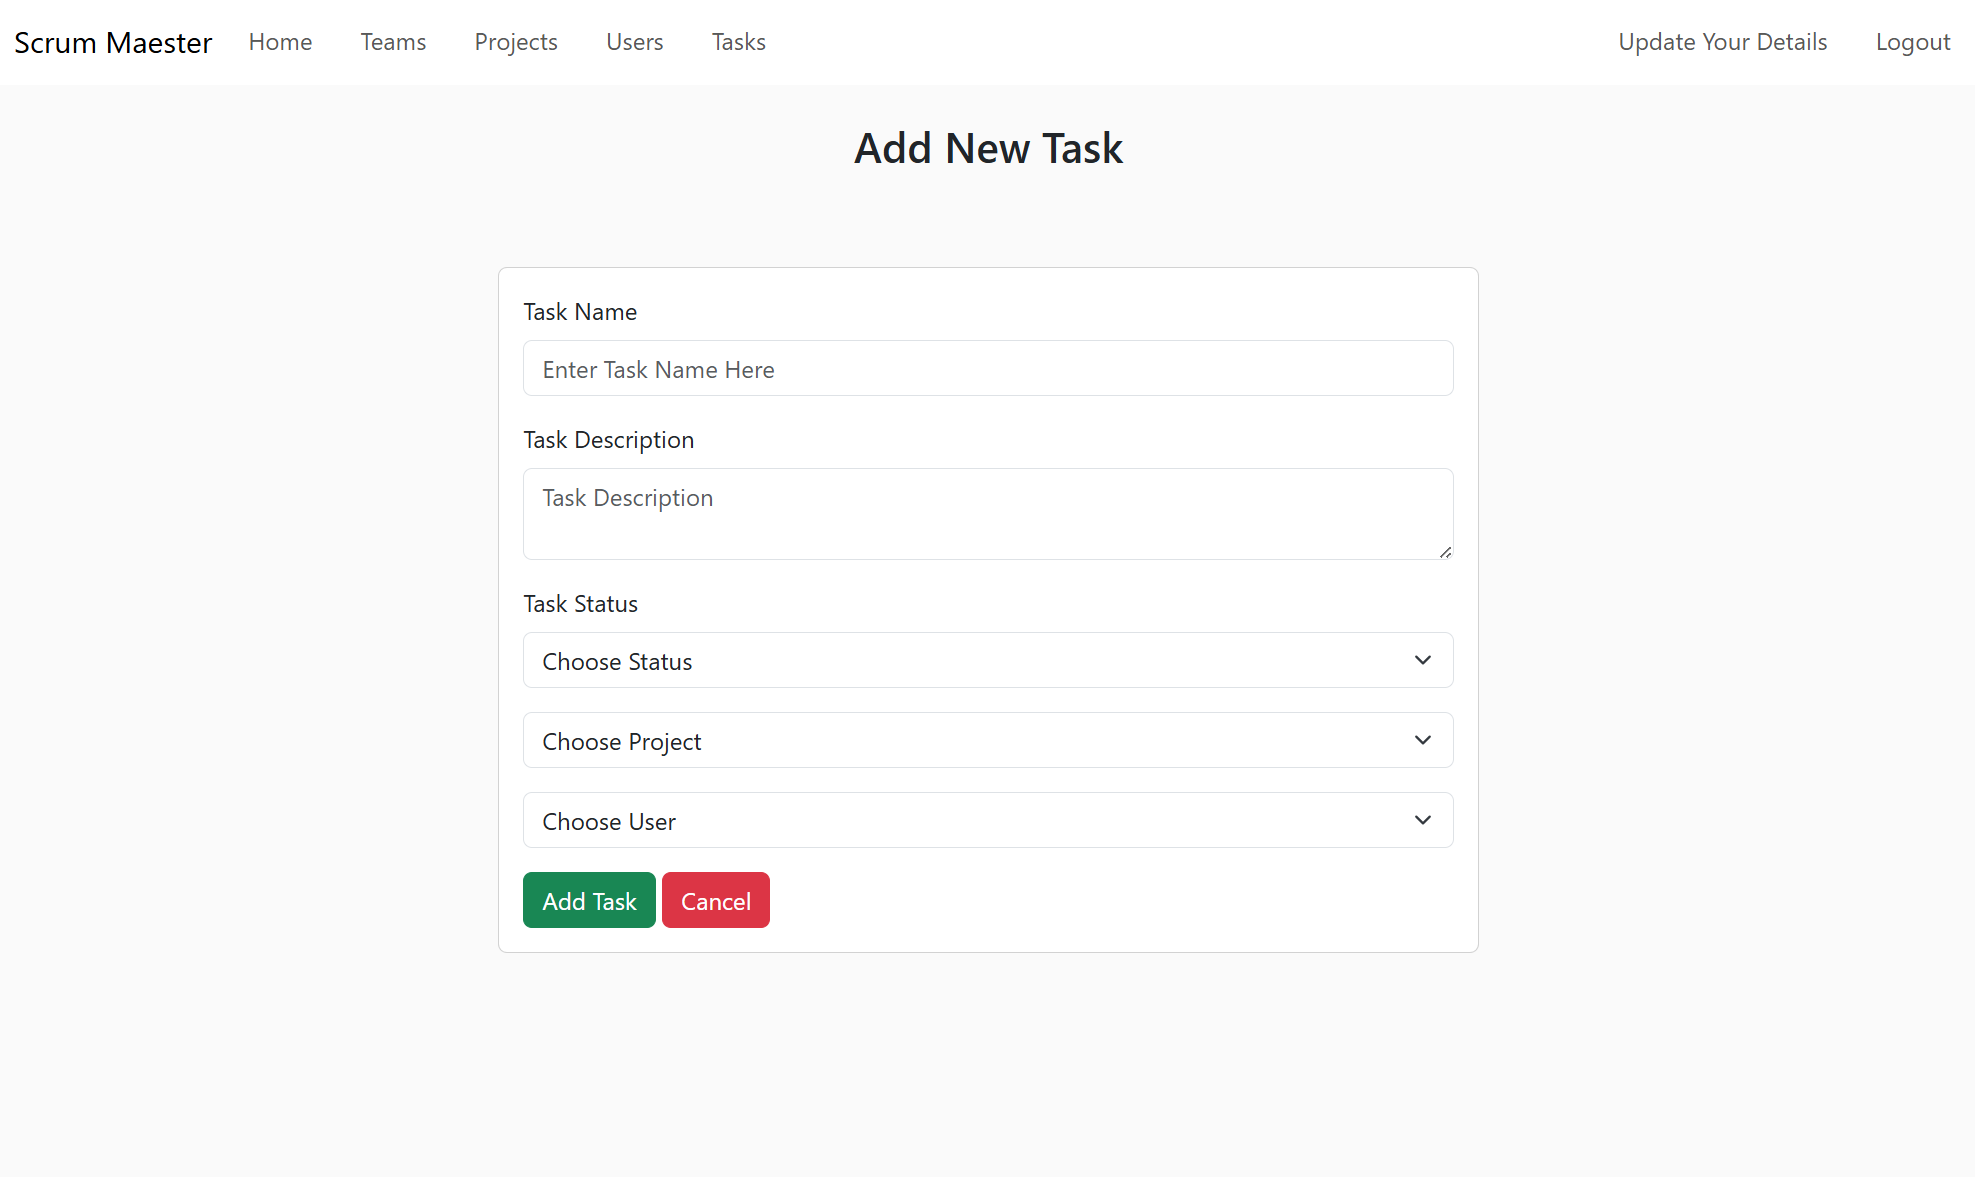 Scrum Maester Home Teams Projects Users Tasks Update Your Details Logout
Add New Task
Task Name
Enter Task Name Here
Task Description
Task Description
Task Status
Choose Status
Choose Project
Choose User
Add Task Cancel